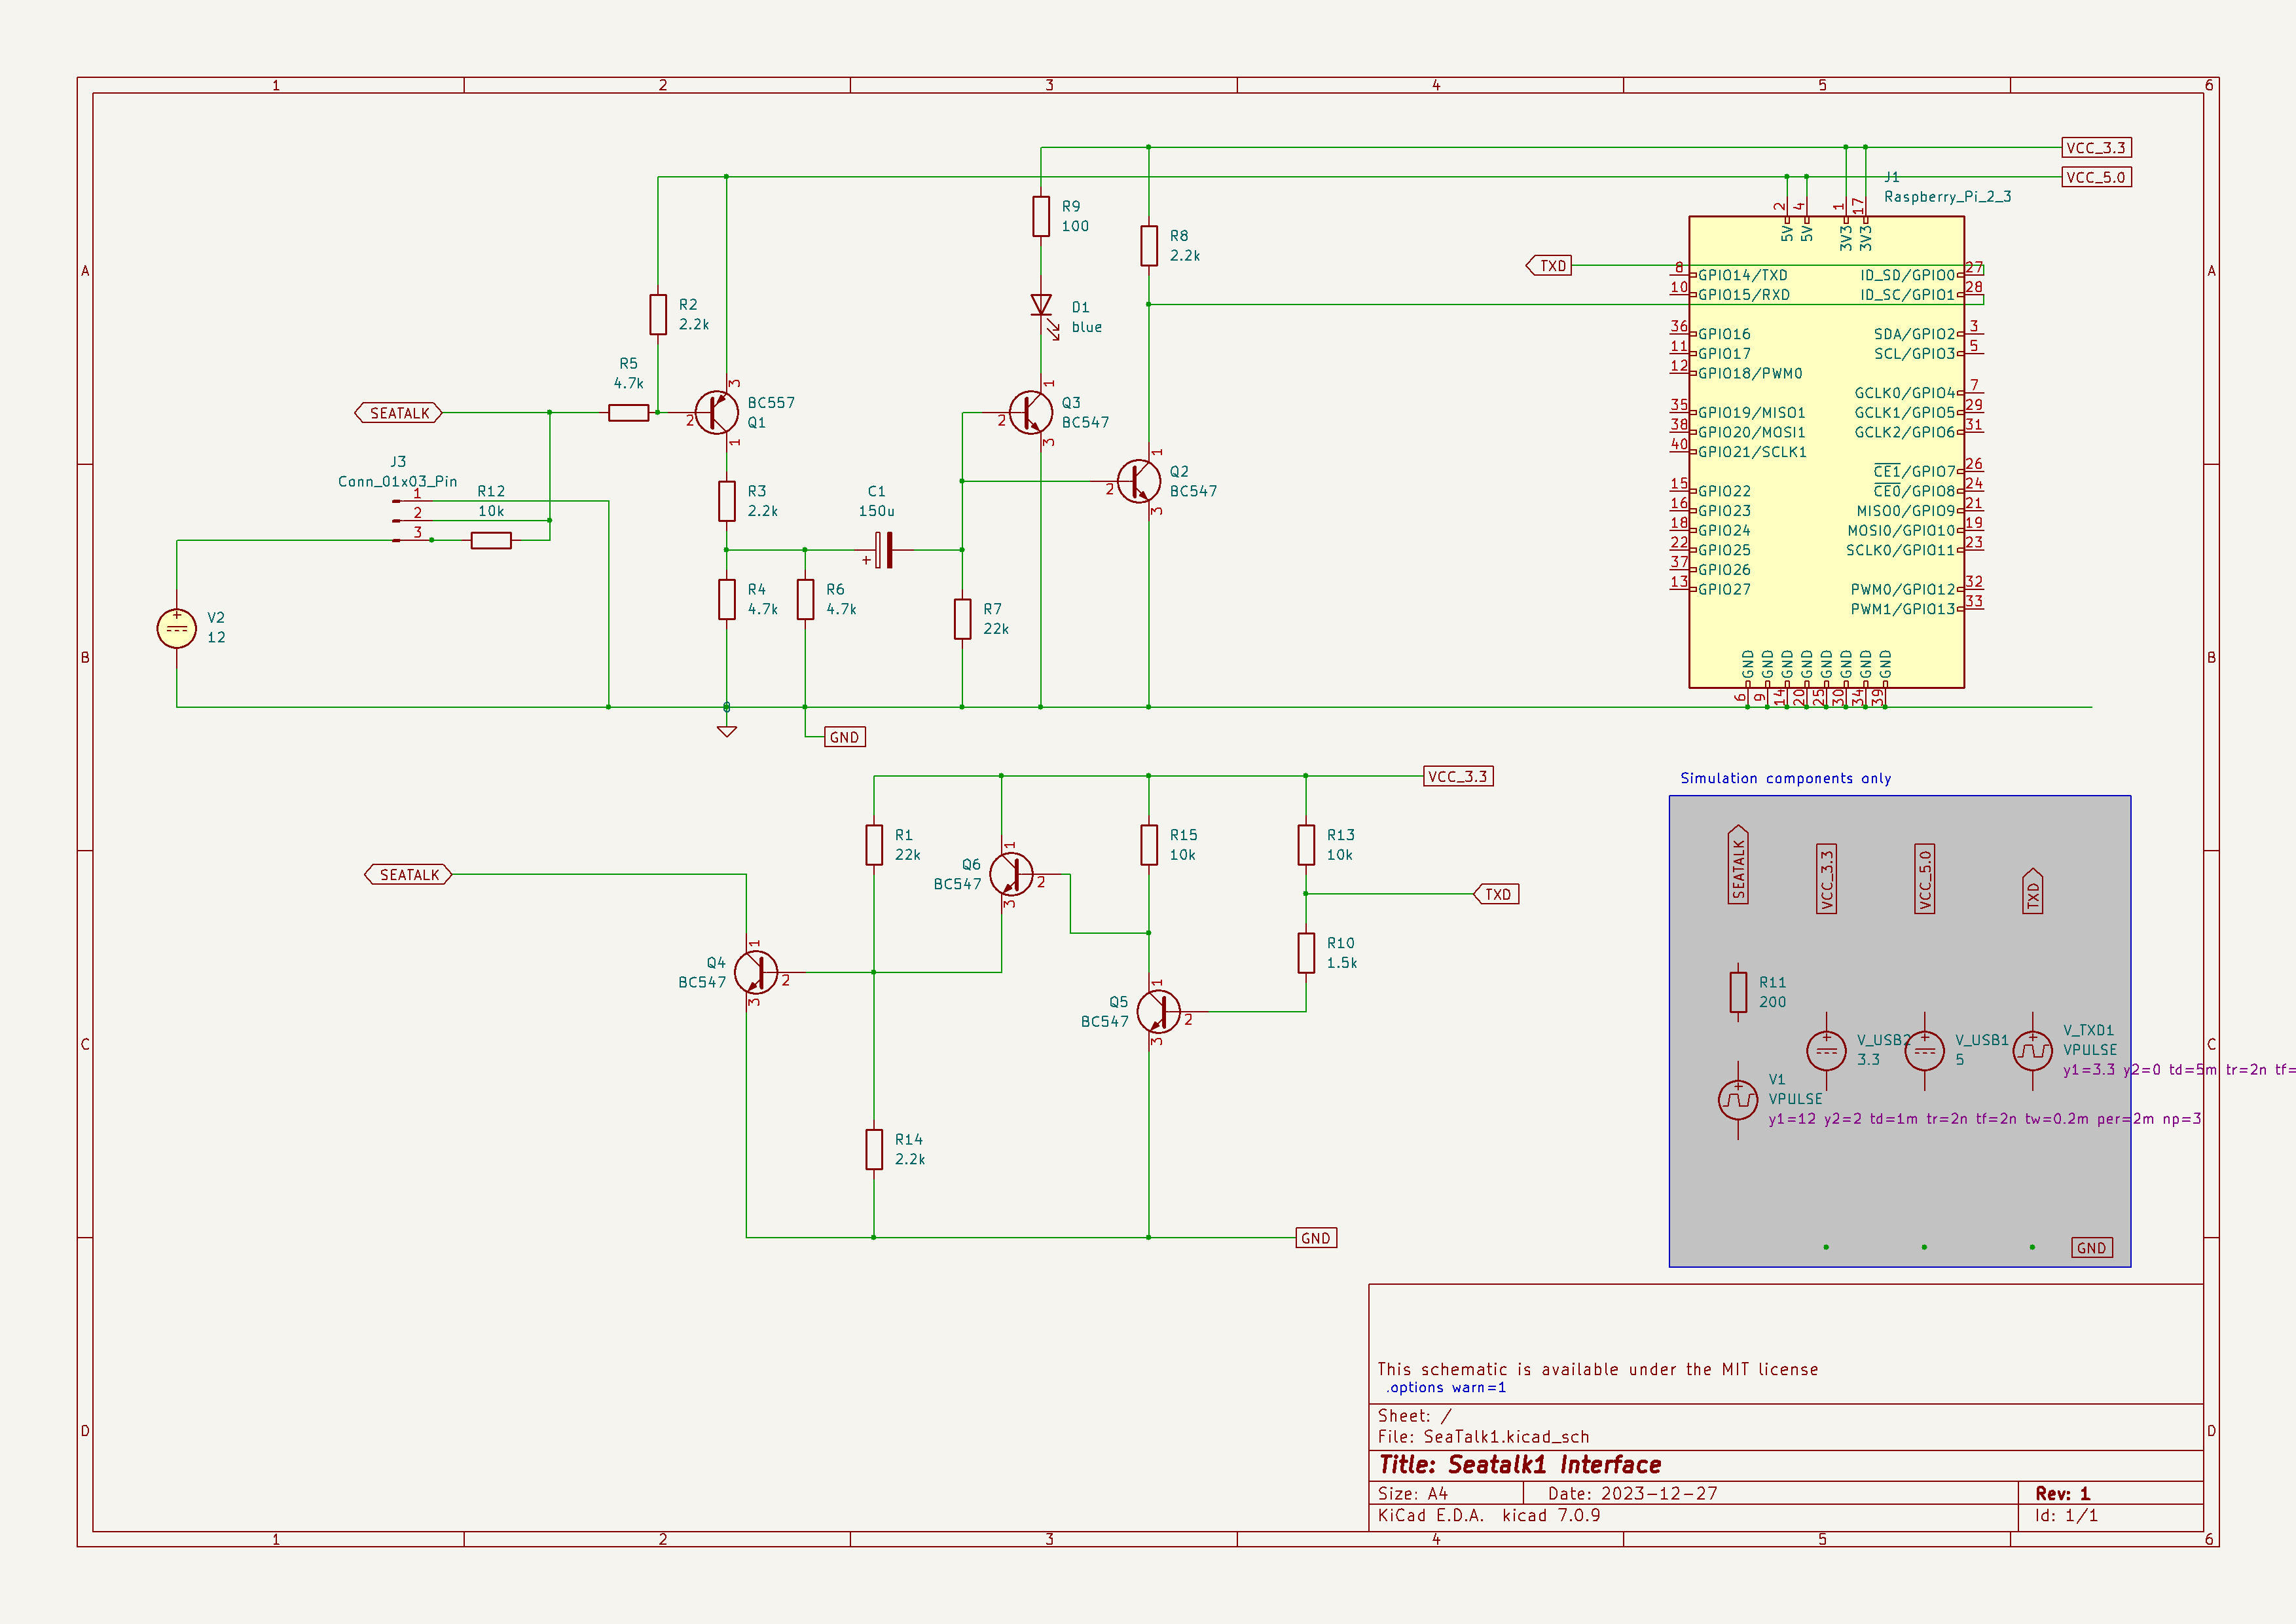 1 2 3 4 5 6
A A
B B
C C
D D
1 2 3 4 5 6
VCC_3.3
VCC_5.0
J1
Raspberry_Pi_2_3
R9
100
R8
2.2k
R2
2.2k
D1
blue
R5
4.7k
SEATALK
BC557
Q1
3
2
1
Q3
BC547
1
2
3
Q2
BC547
1
2
3
J3
Conn_01x03_Pin
1
2
3
R12
10k
R3
2.2k
C1
150u
+
R4
4.7k
R6
4.7k
R7
22k
V2
12
+
0
GND
TXD
2 4 1 17
5V 5V 3V3 3V3
8 GPIO14/TXD ID_SD/GPIO0 27
10 GPIO15/RXD ID_SC/GPIO1 28
36 GPIO16 SDA/GPIO2 3
11 GPIO17 SCL/GPIO3 5
12 GPIO18/PWM0
GCLK0/GPIO4 7
35 GPIO19/MISO1 GCLK1/GPIO5 29
38 GPIO20/MOSI1 GCLK2/GPIO6 31
40 GPIO21/SCLK1
CE1/GPIO7 26
15 GPIO22 CE0/GPIO8 24
16 GPIO23 MISO0/GPIO9 21
18 GPIO24 MOSI0/GPIO10 19
22 GPIO25 SCLK0/GPIO11 23
37 GPIO26
13 GPIO27 PWM0/GPIO12 32
PWM1/GPIO13 33
GND GND GND GND GND GND GND GND
6 9 14 20 25 30 34 39
VCC_3.3
R1
22k
Q6
BC547
1
2
3
R15
10k
R13
10k
SEATALK
TXD
Q4
BC547
1
2
3
R10
1.5k
Q5
BC547
1
2
3
R14
2.2k
GND
Simulation components only
SEATALK
VCC_3.3
VCC_5.0
TXD
R11
200
V_USB2
3.3
+
V_USB1
5
+
V_TXD1
VPULSE
y1=3.3 y2=0 td=5m tr=2n tf=
+
V1
VPULSE
y1=12 y2=2 td=1m tr=2n tf=2n tw=0.2m per=2m np=3
+
GND
This schematic is available under the MIT license
.options warn=1
Sheet: /
File: SeaTalk1.kicad_sch
Title: Seatalk1 Interface
Size: A4 Date: 2023-12-27 Rev: 1
KiCad E.D.A. kicad 7.0.9 Id: 1/1